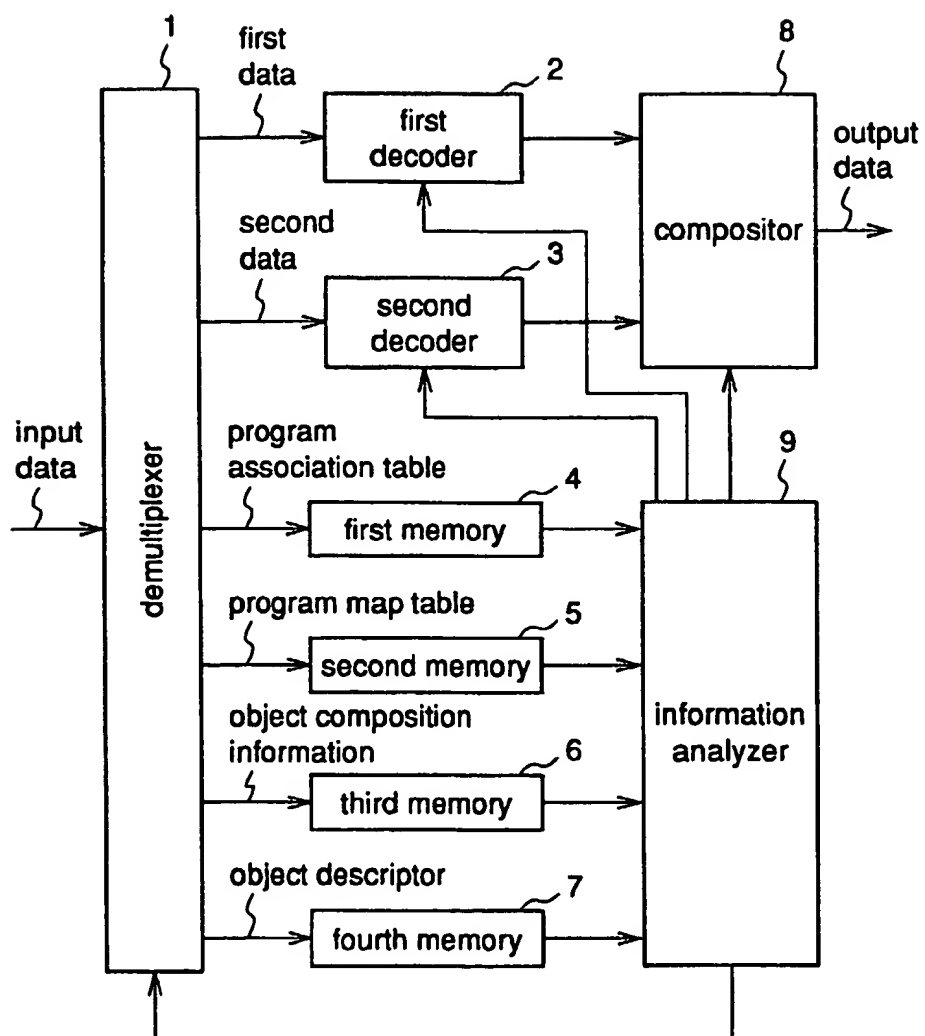 1
first
data
2
first
decoder
8
compositor
output
data
second
data
3
second
decoder
input
data
demultiplexer
program
association table
4
first memory
9
information
analyzer
program map table
5
second memory
object composition
information
6
third memory
object descriptor
7
fourth memory